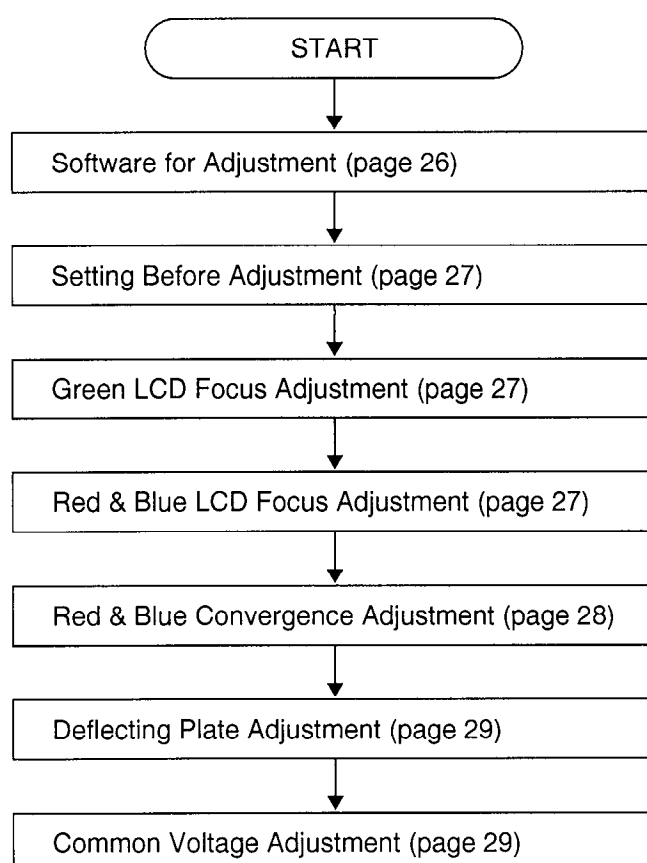 START
Software for Adjustment (page 26)
Setting Before Adjustment (page 27)
Green LCD Focus Adjustment (page 27)
Red & Blue LCD Focus Adjustment (page 27)
Red & Blue Convergence Adjustment (page 28)
Deflecting Plate Adjustment (page 29)
Common Voltage Adjustment (page 29)